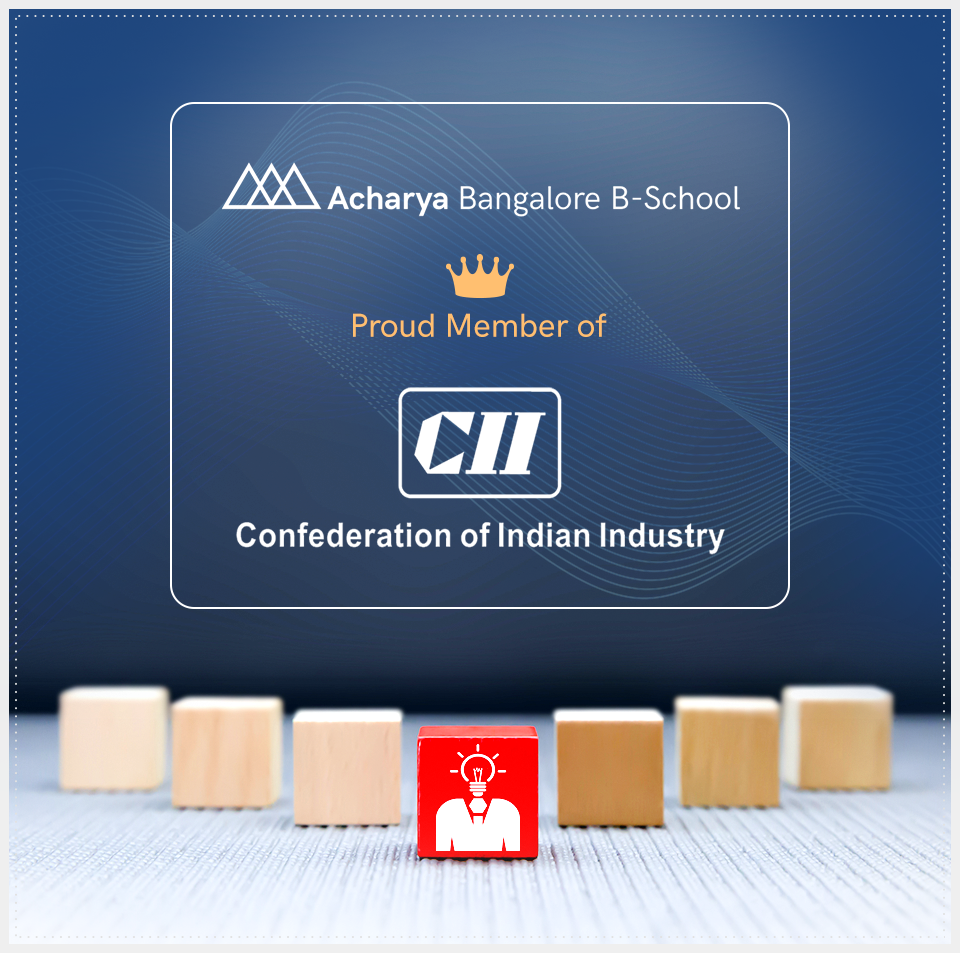 Acharya Bangalore B-School
Proud Member of
CII
Confederation of Indian Industry